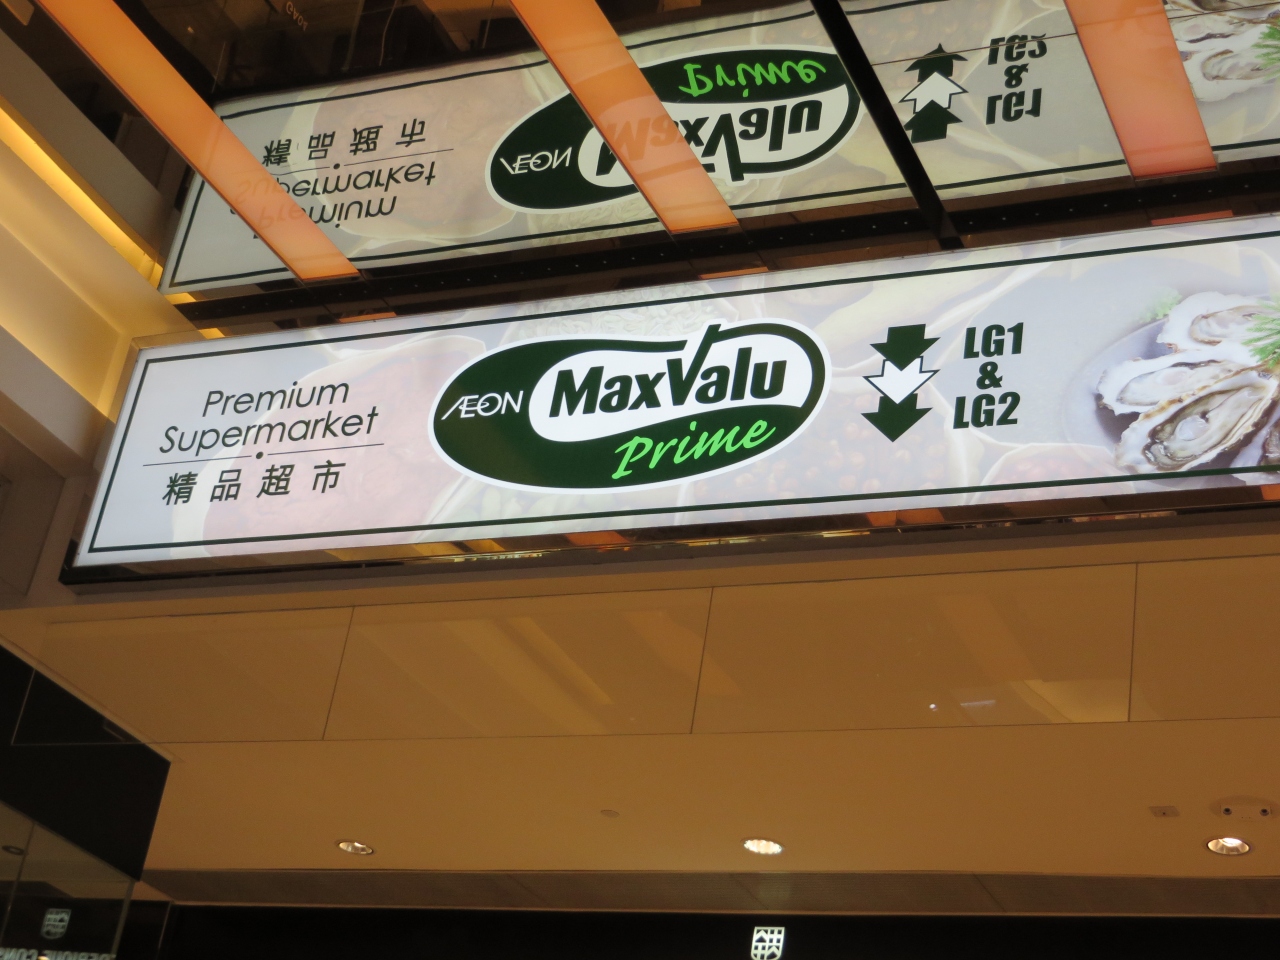 Premium
Supermarket
精品超市
ÆON
MaxValu
Prime
LG1
&
LG2